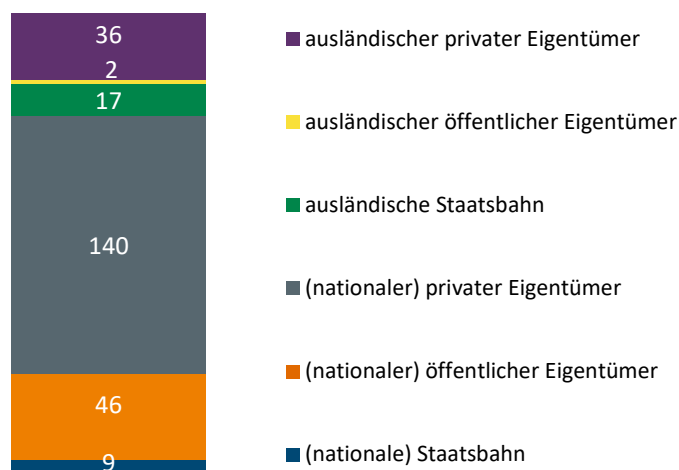 36
ausländischer privater Eigentümer
2
17
ausländischer öffentlicher Eigentümer
ausländische Staatsbahn
140
(nationaler) privater Eigentümer
46
(nationaler) öffentlicher Eigentümer
9
(nationale) Staatsbahn